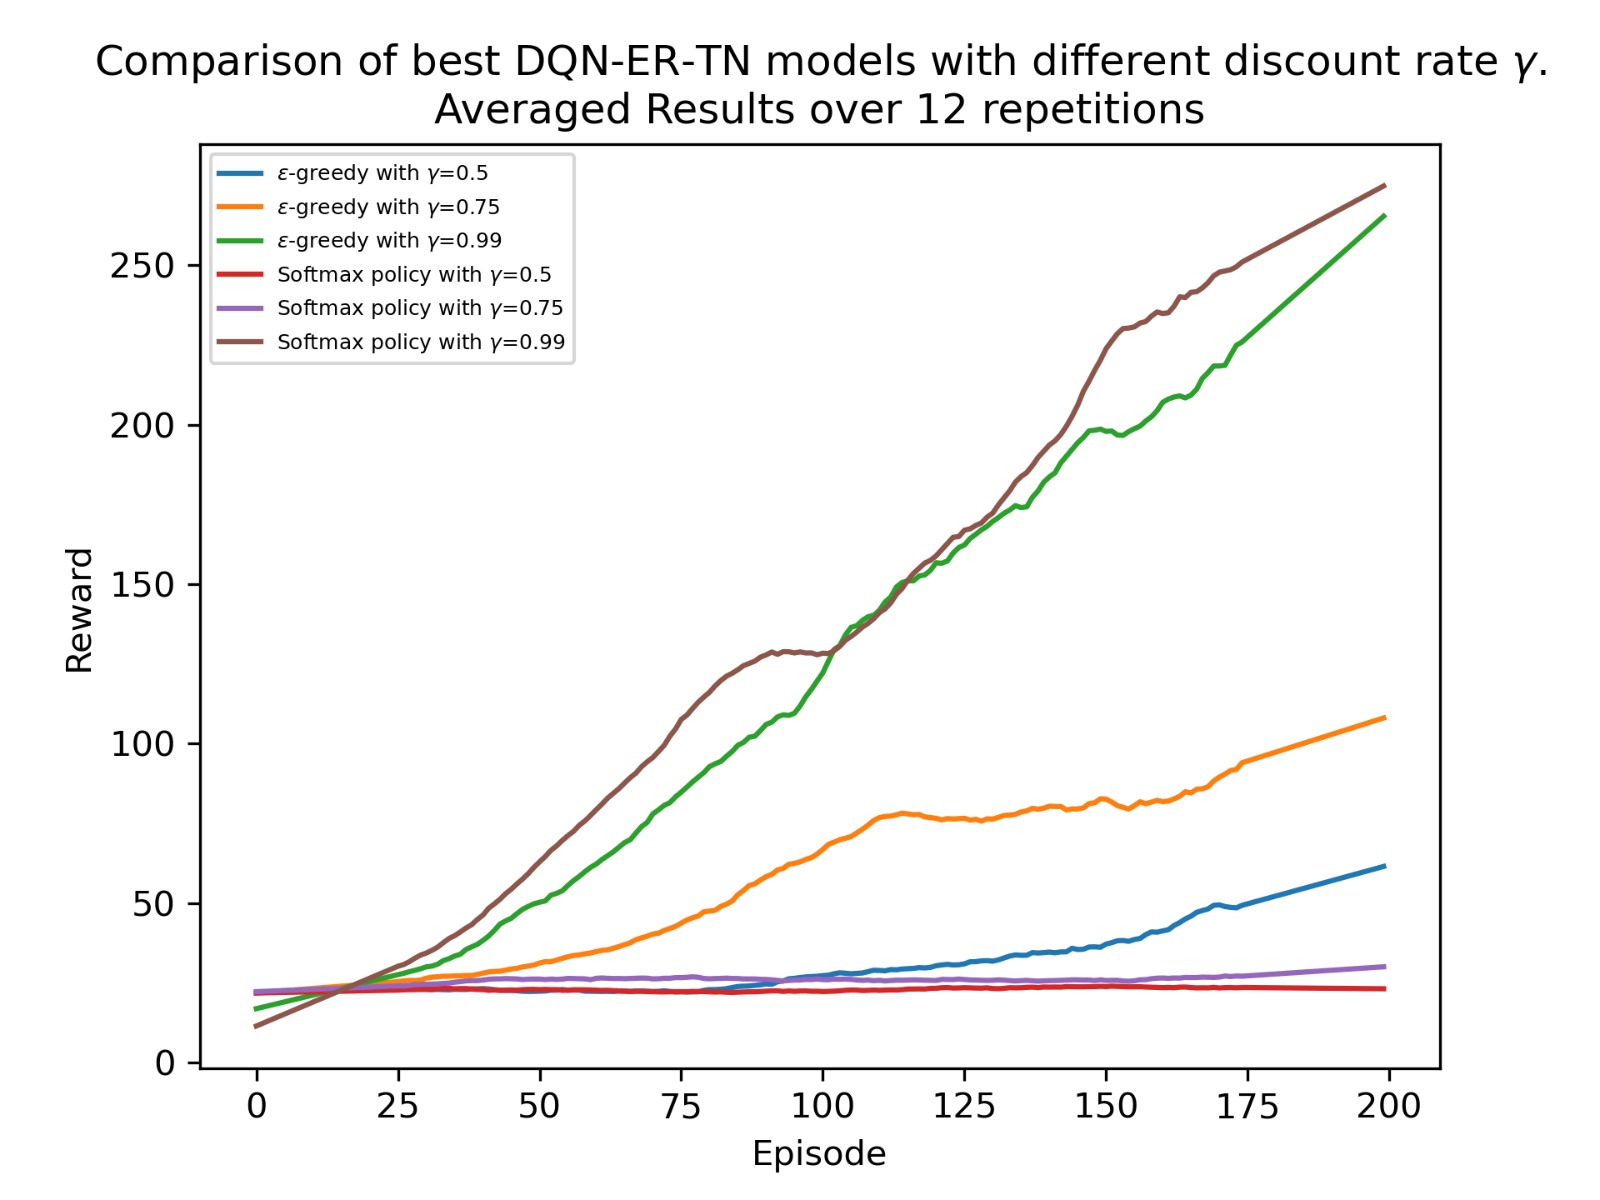 Comparison of best DQN-ER-TN models with different discount rate γ.
Averaged Results over 12 repetitions
ε-greedy with γ=0.5
ε-greedy with γ=0.75
ε-greedy with γ=0.99
Softmax policy with γ=0.5
Softmax policy with γ=0.75
Softmax policy with γ=0.99
250
200
150
100
50
0
Reward
0 25 50 75 100 125 150 175 200
Episode